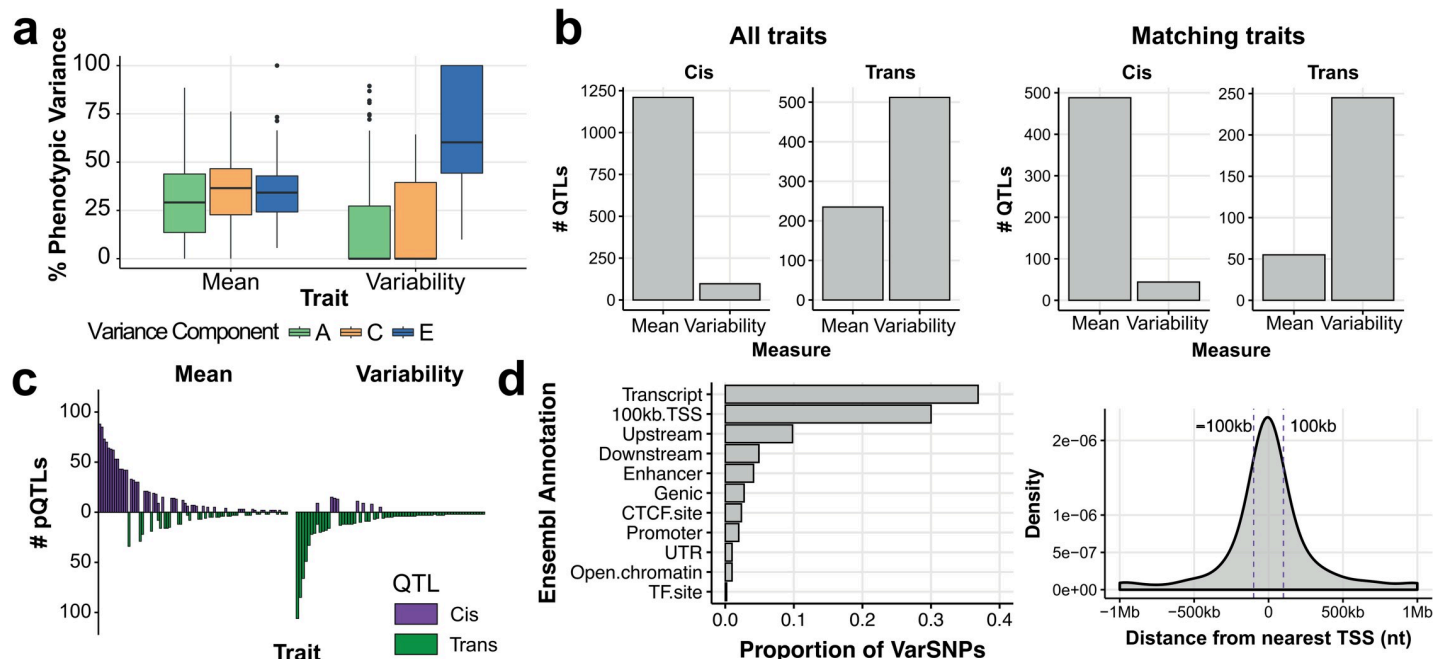 a
% Phenotypic Variance
100
75
50
25
0
Mean
Variability
Trait
Variance Component A C E
b
All traits
Cis
Trans
# QTLs
1250
1000
750
500
250
0
Mean Variability
500
400
300
200
100
0
Mean Variability
Measure
Matching traits
Cis
Trans
# QTLs
500
400
300
200
100
0
Mean Variability
250
200
150
100
50
0
Mean Variability
Measure
c
Mean
Variability
# pQTLs
100
50
0
50
100
Trait
QTL
Cis
Trans
d
Ensembl Annotation
Transcript
100kb.TSS
Upstream
Downstream
Enhancer
Genic
CTCF.site
Promoter
UTR
Open.chromatin
TF.site
0.0 0.1 0.2 0.3 0.4
Proportion of VarSNPs
Density
2e−06
1e−06
5e−07
0e+00
−100kb
100kb
−1Mb −500kb 0 500kb 1Mb
Distance from nearest TSS (nt)